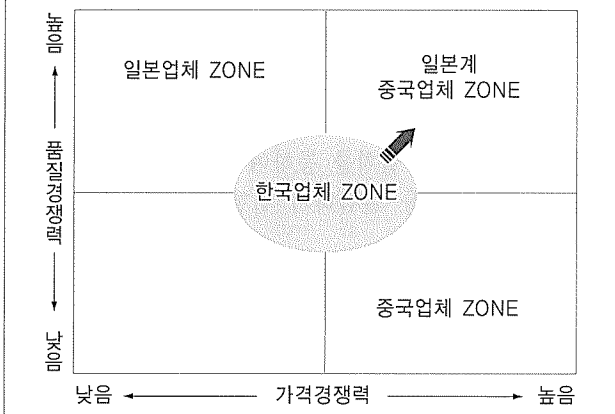 높음
일본업체 ZONE
일본계
중국업체 ZONE
품질경쟁력
한국업체 ZONE
중국업체 ZONE
낮음
낮음
가격경쟁력
높음